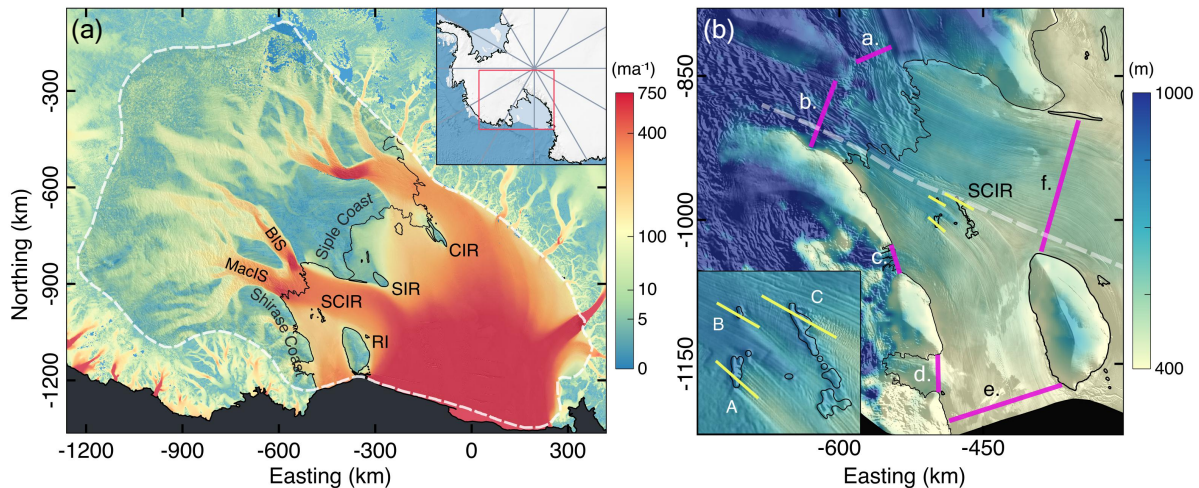 (a)
(ma⁻¹)
750
400
100
10
5
0
-300
-600
-900
-1200
Northing (km)
-1200
-900
-600
-300
0
300
Easting (km)
BIS
MacIS
Siple Coast
Shirase Coast
SCIR
SIR
CIR
RI
(b)
(m)
1000
400
-850
-1000
-1150
-600
-450
Easting (km)
a.
b.
c.
d.
e.
f.
SCIR
A
B
C